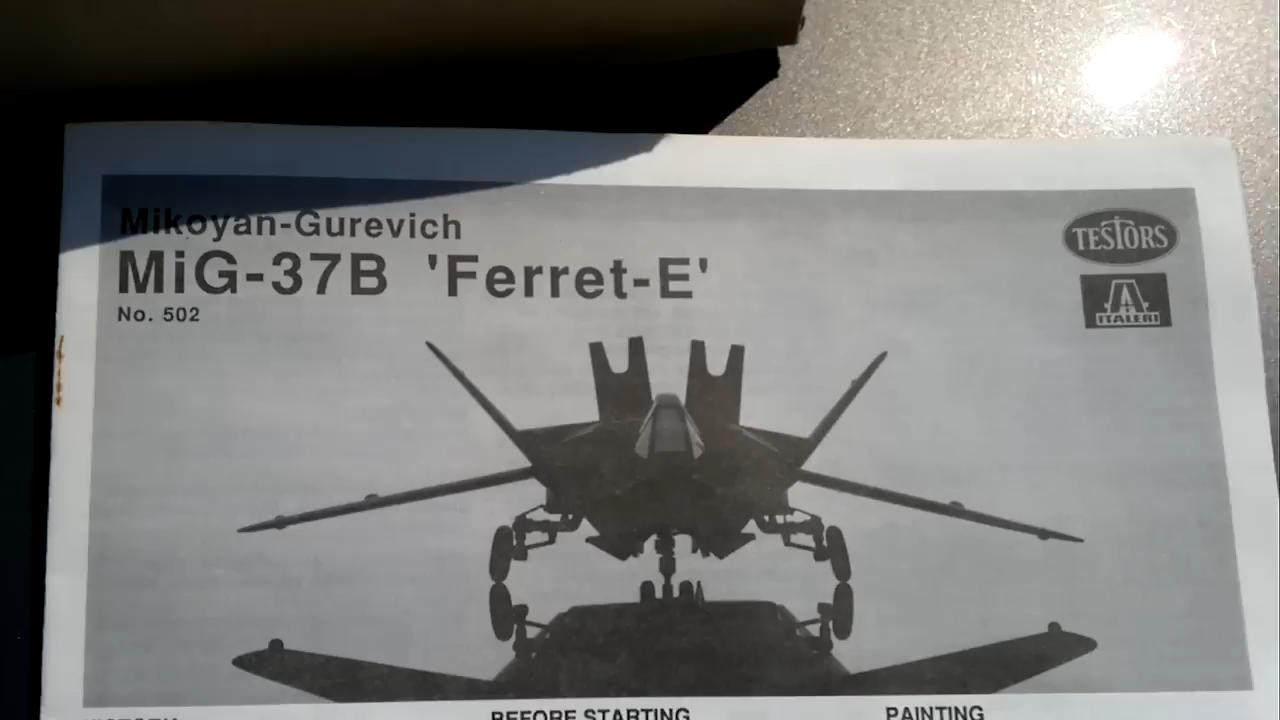 Mikoyan-Gurevich
MiG-37B 'Ferret-E'
No. 502
TESTORS
ITALERI
BEFORE STARTING
PAINTING